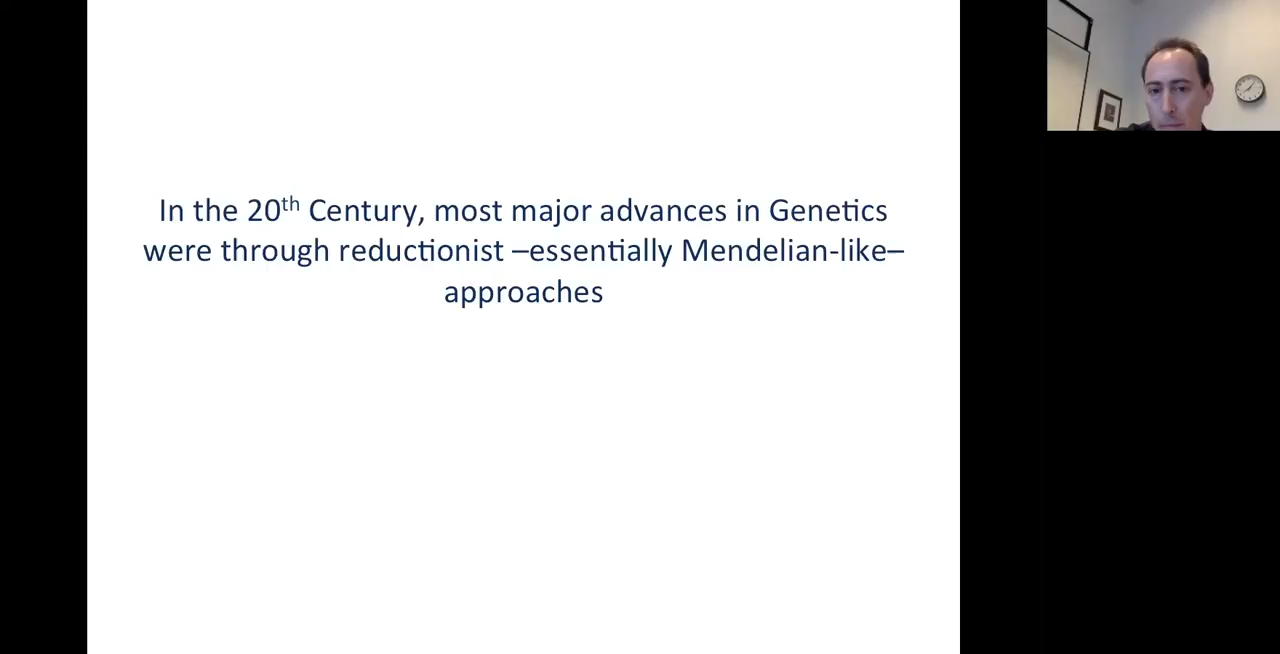 In the 20th Century, most major advances in Genetics
were through reductionist –essentially Mendelian-like–
approaches